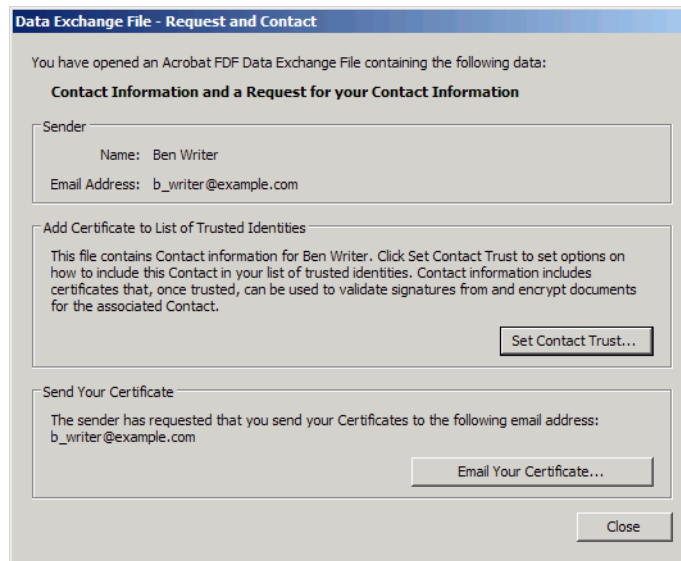 Data Exchange File - Request and Contact
You have opened an Acrobat FDF Data Exchange File containing the following data:
Contact Information and a Request for your Contact Information
Sender
Name: Ben Writer
Email Address: b_writer@example.com
Add Certificate to List of Trusted Identities
This file contains Contact information for Ben Writer. Click Set Contact Trust to set options on
how to include this Contact in your list of trusted identities. Contact information includes
certificates that, once trusted, can be used to validate signatures from and encrypt documents
for the associated Contact.
Set Contact Trust...
Send Your Certificate
The sender has requested that you send your Certificates to the following email address:
b_writer@example.com
Email Your Certificate...
Close